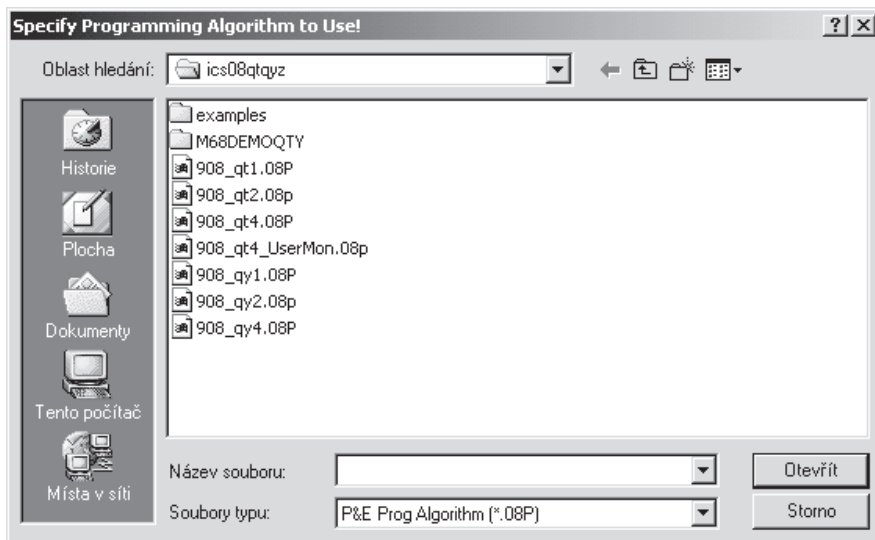 Specify Programming Algorithm to Use!
Oblast hledání: ics08qtqyz
Historie
Plocha
Dokumenty
Tento počítač
Místa v síti
examples
M68DEMOQTY
908_qt1.08P
908_qt2.08p
908_qt4.08P
908_qt4_UserMon.08p
908_qy1.08P
908_qy2.08p
908_qy4.08P
Název souboru:
Otevřít
Soubory typu: P&E Prog Algorithm (*.08P)
Storno